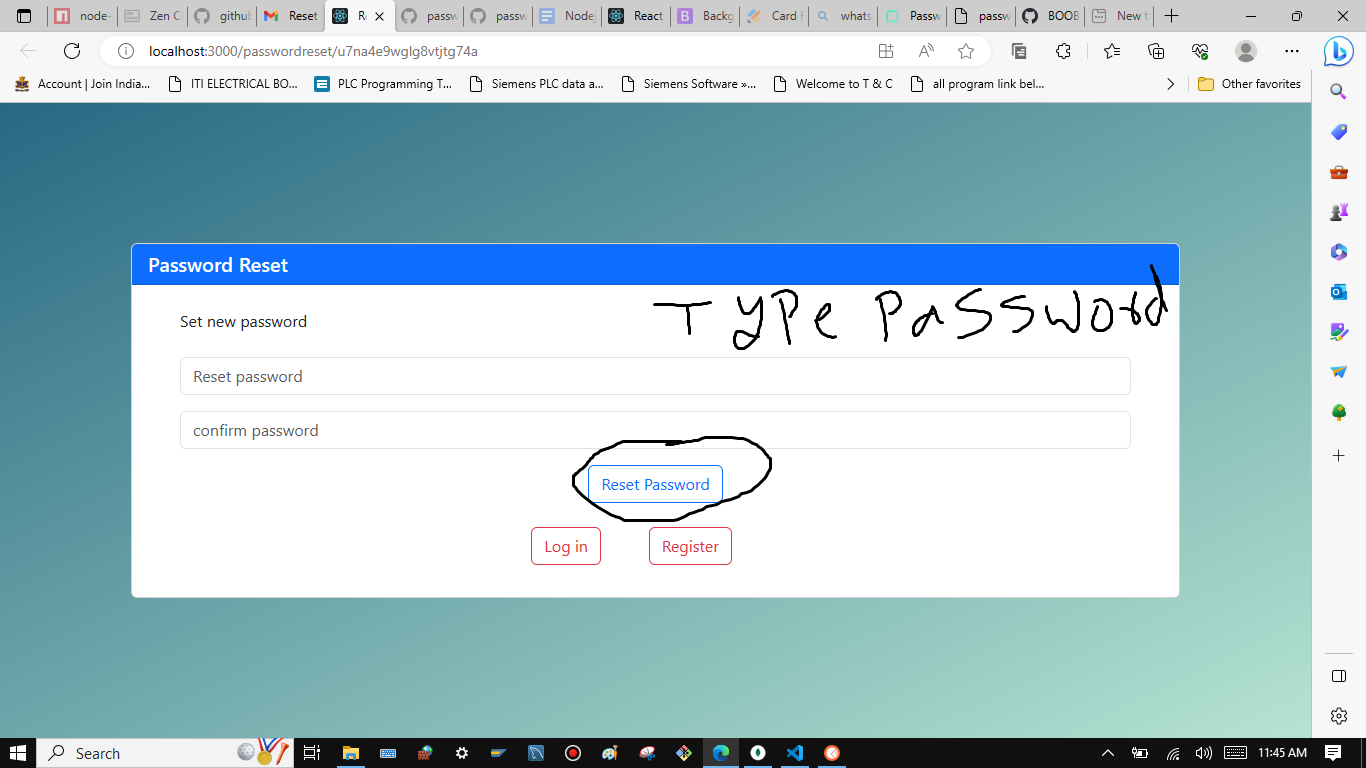 node-
Zen C
github
Reset
R
passw
passw
Node
React
Backg
Card F
whats
Passw
passw
BOOB
New t
localhost:3000/passwordreset/u7na4e9wglg8vtjtg74a
Account | Join India...
ITI ELECTRICAL BO...
PLC Programming T...
Siemens PLC data a...
Siemens Software »...
Welcome to T & C
all program link bel...
Other favorites
Password Reset
TYPe PaSSWord
Set new password
Reset password
confirm password
Reset Password
Log in
Register
Search
11:45 AM